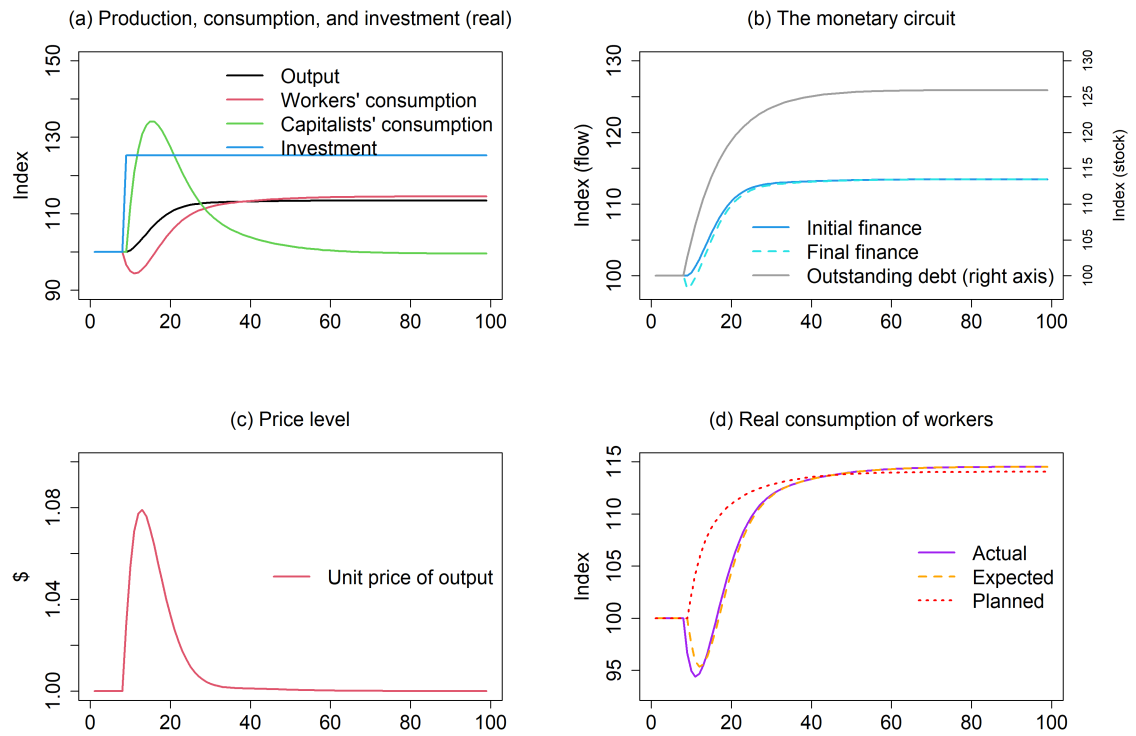 (a) Production, consumption, and investment (real)
Index
150
130
110
90
Output
Workers' consumption
Capitalists' consumption
Investment
0 20 40 60 80 100
(b) The monetary circuit
Index (flow)
130
120
110
100
Initial finance
Final finance
Outstanding debt (right axis)
130
125
120
115
110
105
100
Index (stock)
0 20 40 60 80 100
(c) Price level
$
1.08
1.04
1.00
Unit price of output
0 20 40 60 80 100
(d) Real consumption of workers
Index
115
110
105
100
95
Actual
Expected
Planned
0 20 40 60 80 100